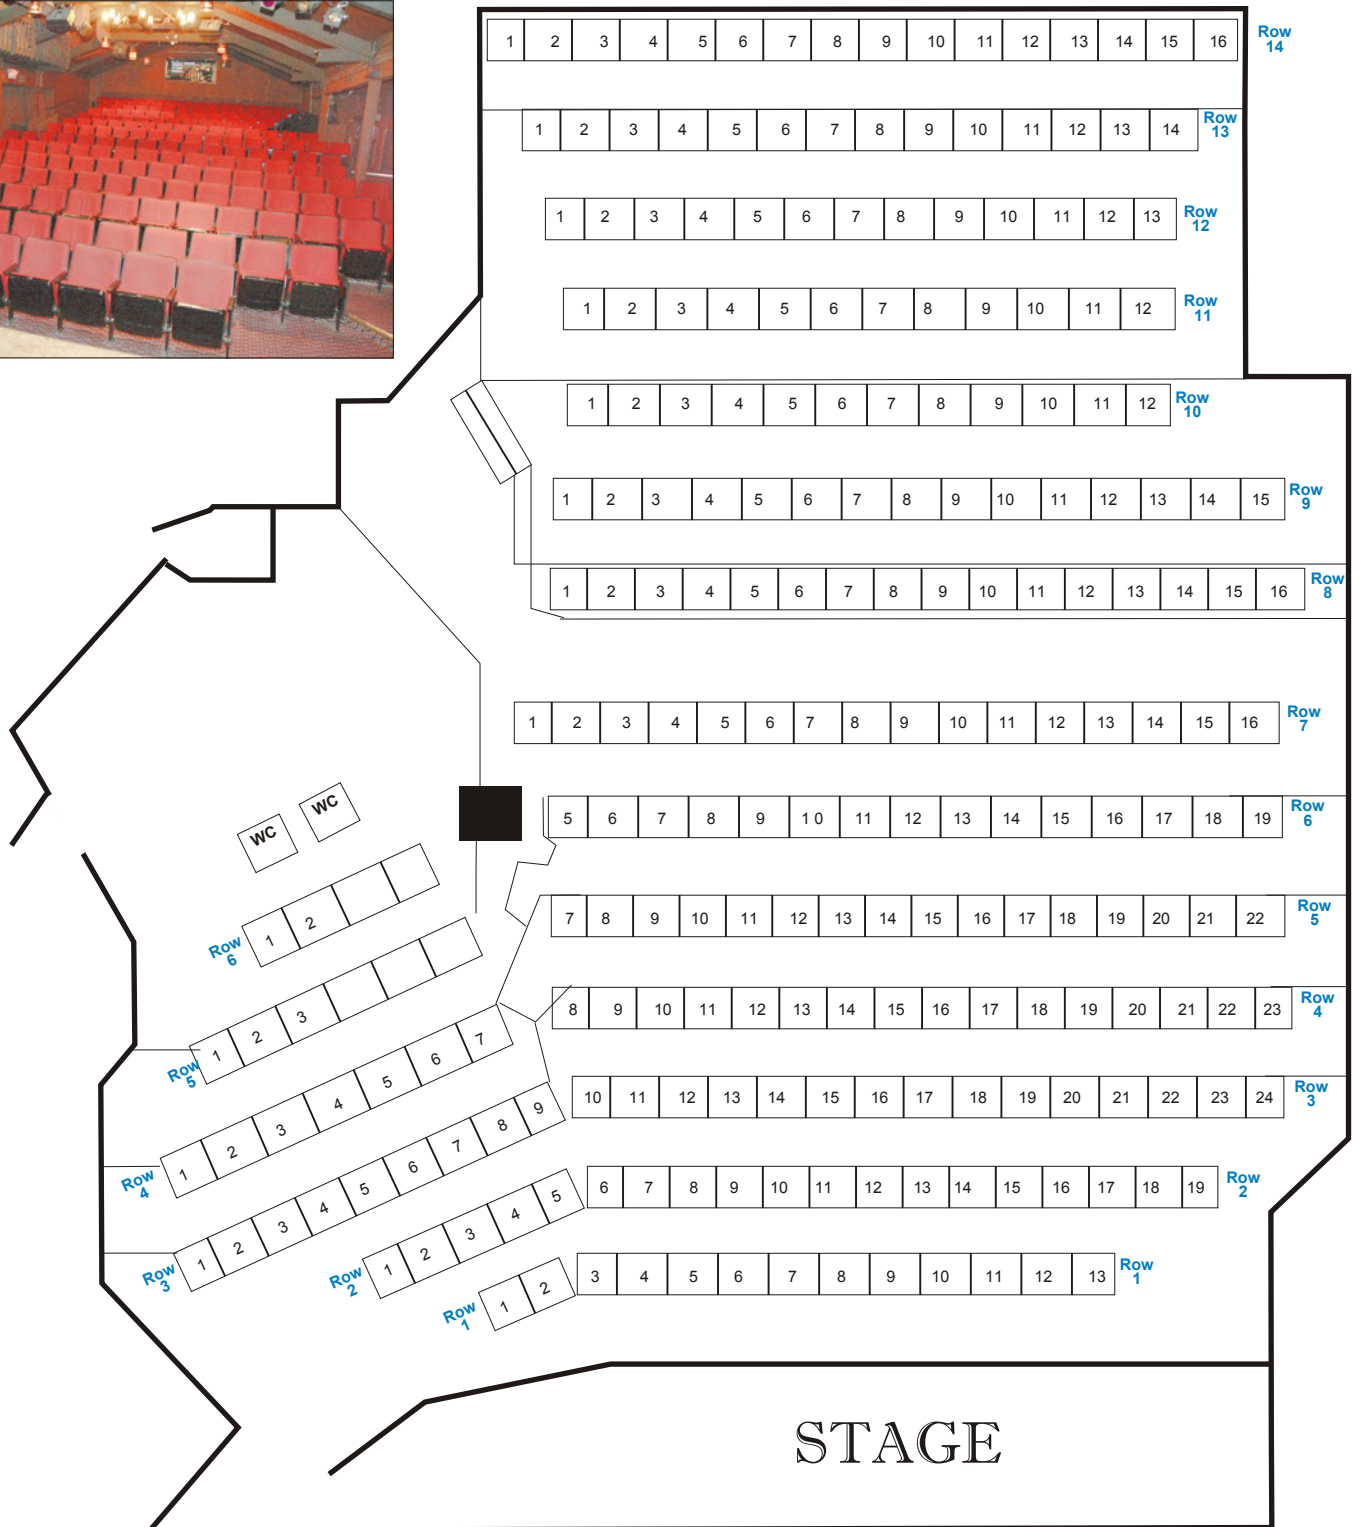 1 2 3 4 5 6 7 8 9 10 11 12 13 14 15 16 Row 14
1 2 3 4 5 6 7 8 9 10 11 12 13 14 Row 13
1 2 3 4 5 6 7 8 9 10 11 12 13 Row 12
1 2 3 4 5 6 7 8 9 10 11 12 Row 11
1 2 3 4 5 6 7 8 9 10 11 12 Row 10
1 2 3 4 5 6 7 8 9 10 11 12 13 14 15 Row 9
1 2 3 4 5 6 7 8 9 10 11 12 13 14 15 16 Row 8
1 2 3 4 5 6 7 8 9 10 11 12 13 14 15 16 Row 7
WC WC
5 6 7 8 9 1 0 11 12 13 14 15 16 17 18 19 Row 6
Row 6 1 2
7 8 9 10 11 12 13 14 15 16 17 18 19 20 21 22 Row 5
Row 5 1 2 3
8 9 10 11 12 13 14 15 16 17 18 19 20 21 22 23 Row 4
Row 4 1 2 3 4 5 6 7
10 11 12 13 14 15 16 17 18 19 20 21 22 23 24 Row 3
Row 3 1 2 3 4 5 6 7 8 9
6 7 8 9 10 11 12 13 14 15 16 17 18 19 Row 2
Row 2 1 2 3 4 5
3 4 5 6 7 8 9 10 11 12 13 Row 1
Row 1 1 2
STAGE